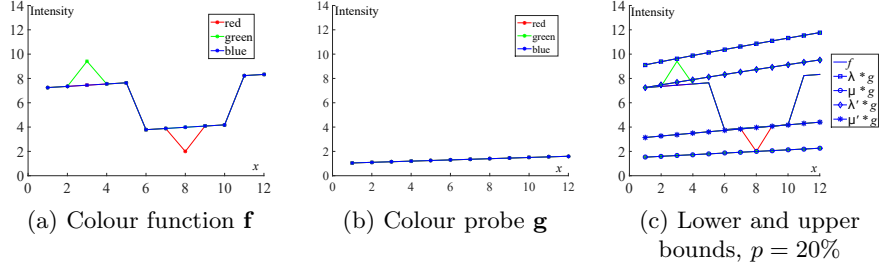 Intensity
14
12
10
8
6
4
2
0
0 2 4 6 8 10 12
x
red
green
blue
(a) Colour function f
Intensity
14
12
10
8
6
4
2
0
0 2 4 6 8 10 12
x
red
green
blue
(b) Colour probe g
Intensity
14
12
10
8
6
4
2
0
0 2 4 6 8 10 12
x
f
λ * g
μ * g
λ' * g
μ' * g
(c) Lower and upper
bounds, p = 20%